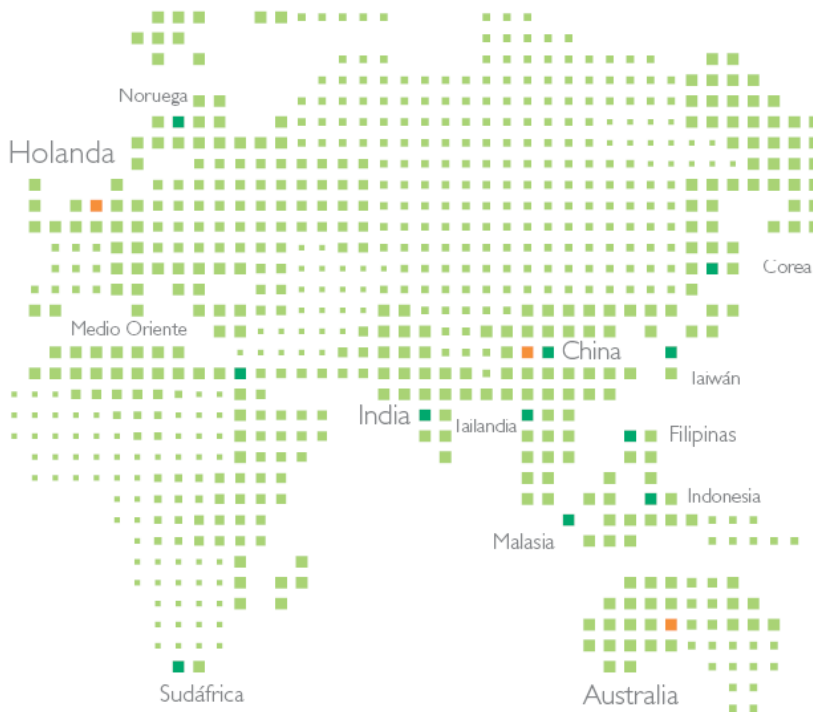 Noruega
Holanda
Corea
Medio Oriente
China
Taiwán
India
Tailandia
Filipinas
Indonesia
Malasia
Sudáfrica
Australia